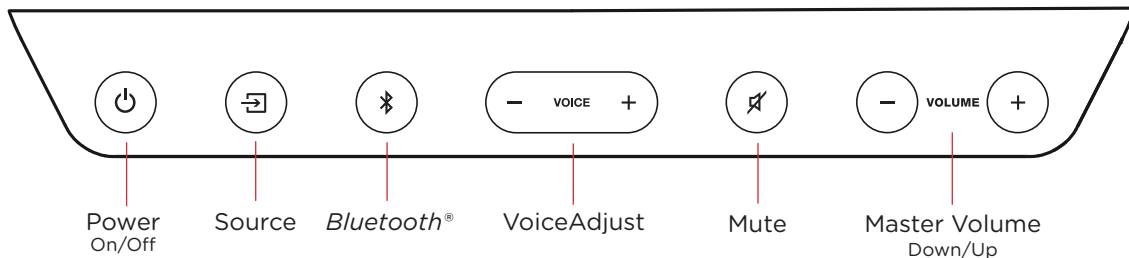 − VOICE +
− VOLUME +
Power
On/Off
Source
Bluetooth®
VoiceAdjust
Mute
Master Volume
Down/Up